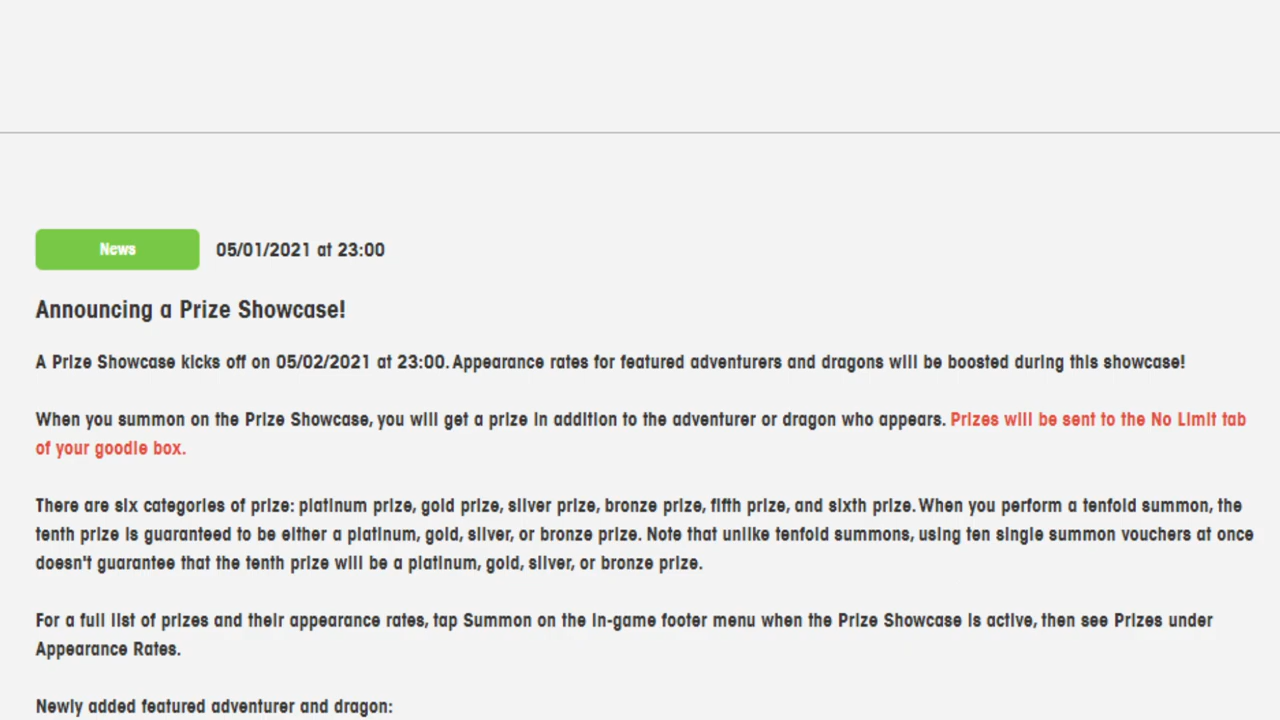 News 05/01/2021 at 23:00
Announcing a Prize Showcase!
A Prize Showcase kicks off on 05/02/2021 at 23:00. Appearance rates for featured adventurers and dragons will be boosted during this showcase!
When you summon on the Prize Showcase, you will get a prize in addition to the adventurer or dragon who appears. Prizes will be sent to the No Limit tab
of your goodie box.
There are six categories of prize: platinum prize, gold prize, silver prize, bronze prize, fifth prize, and sixth prize. When you perform a tenfold summon, the
tenth prize is guaranteed to be either a platinum, gold, silver, or bronze prize. Note that unlike tenfold summons, using ten single summon vouchers at once
doesn't guarantee that the tenth prize will be a platinum, gold, silver, or bronze prize.
For a full list of prizes and their appearance rates, tap Summon on the in-game footer menu when the Prize Showcase is active, then see Prizes under
Appearance Rates.
Newly added featured adventurer and dragon: